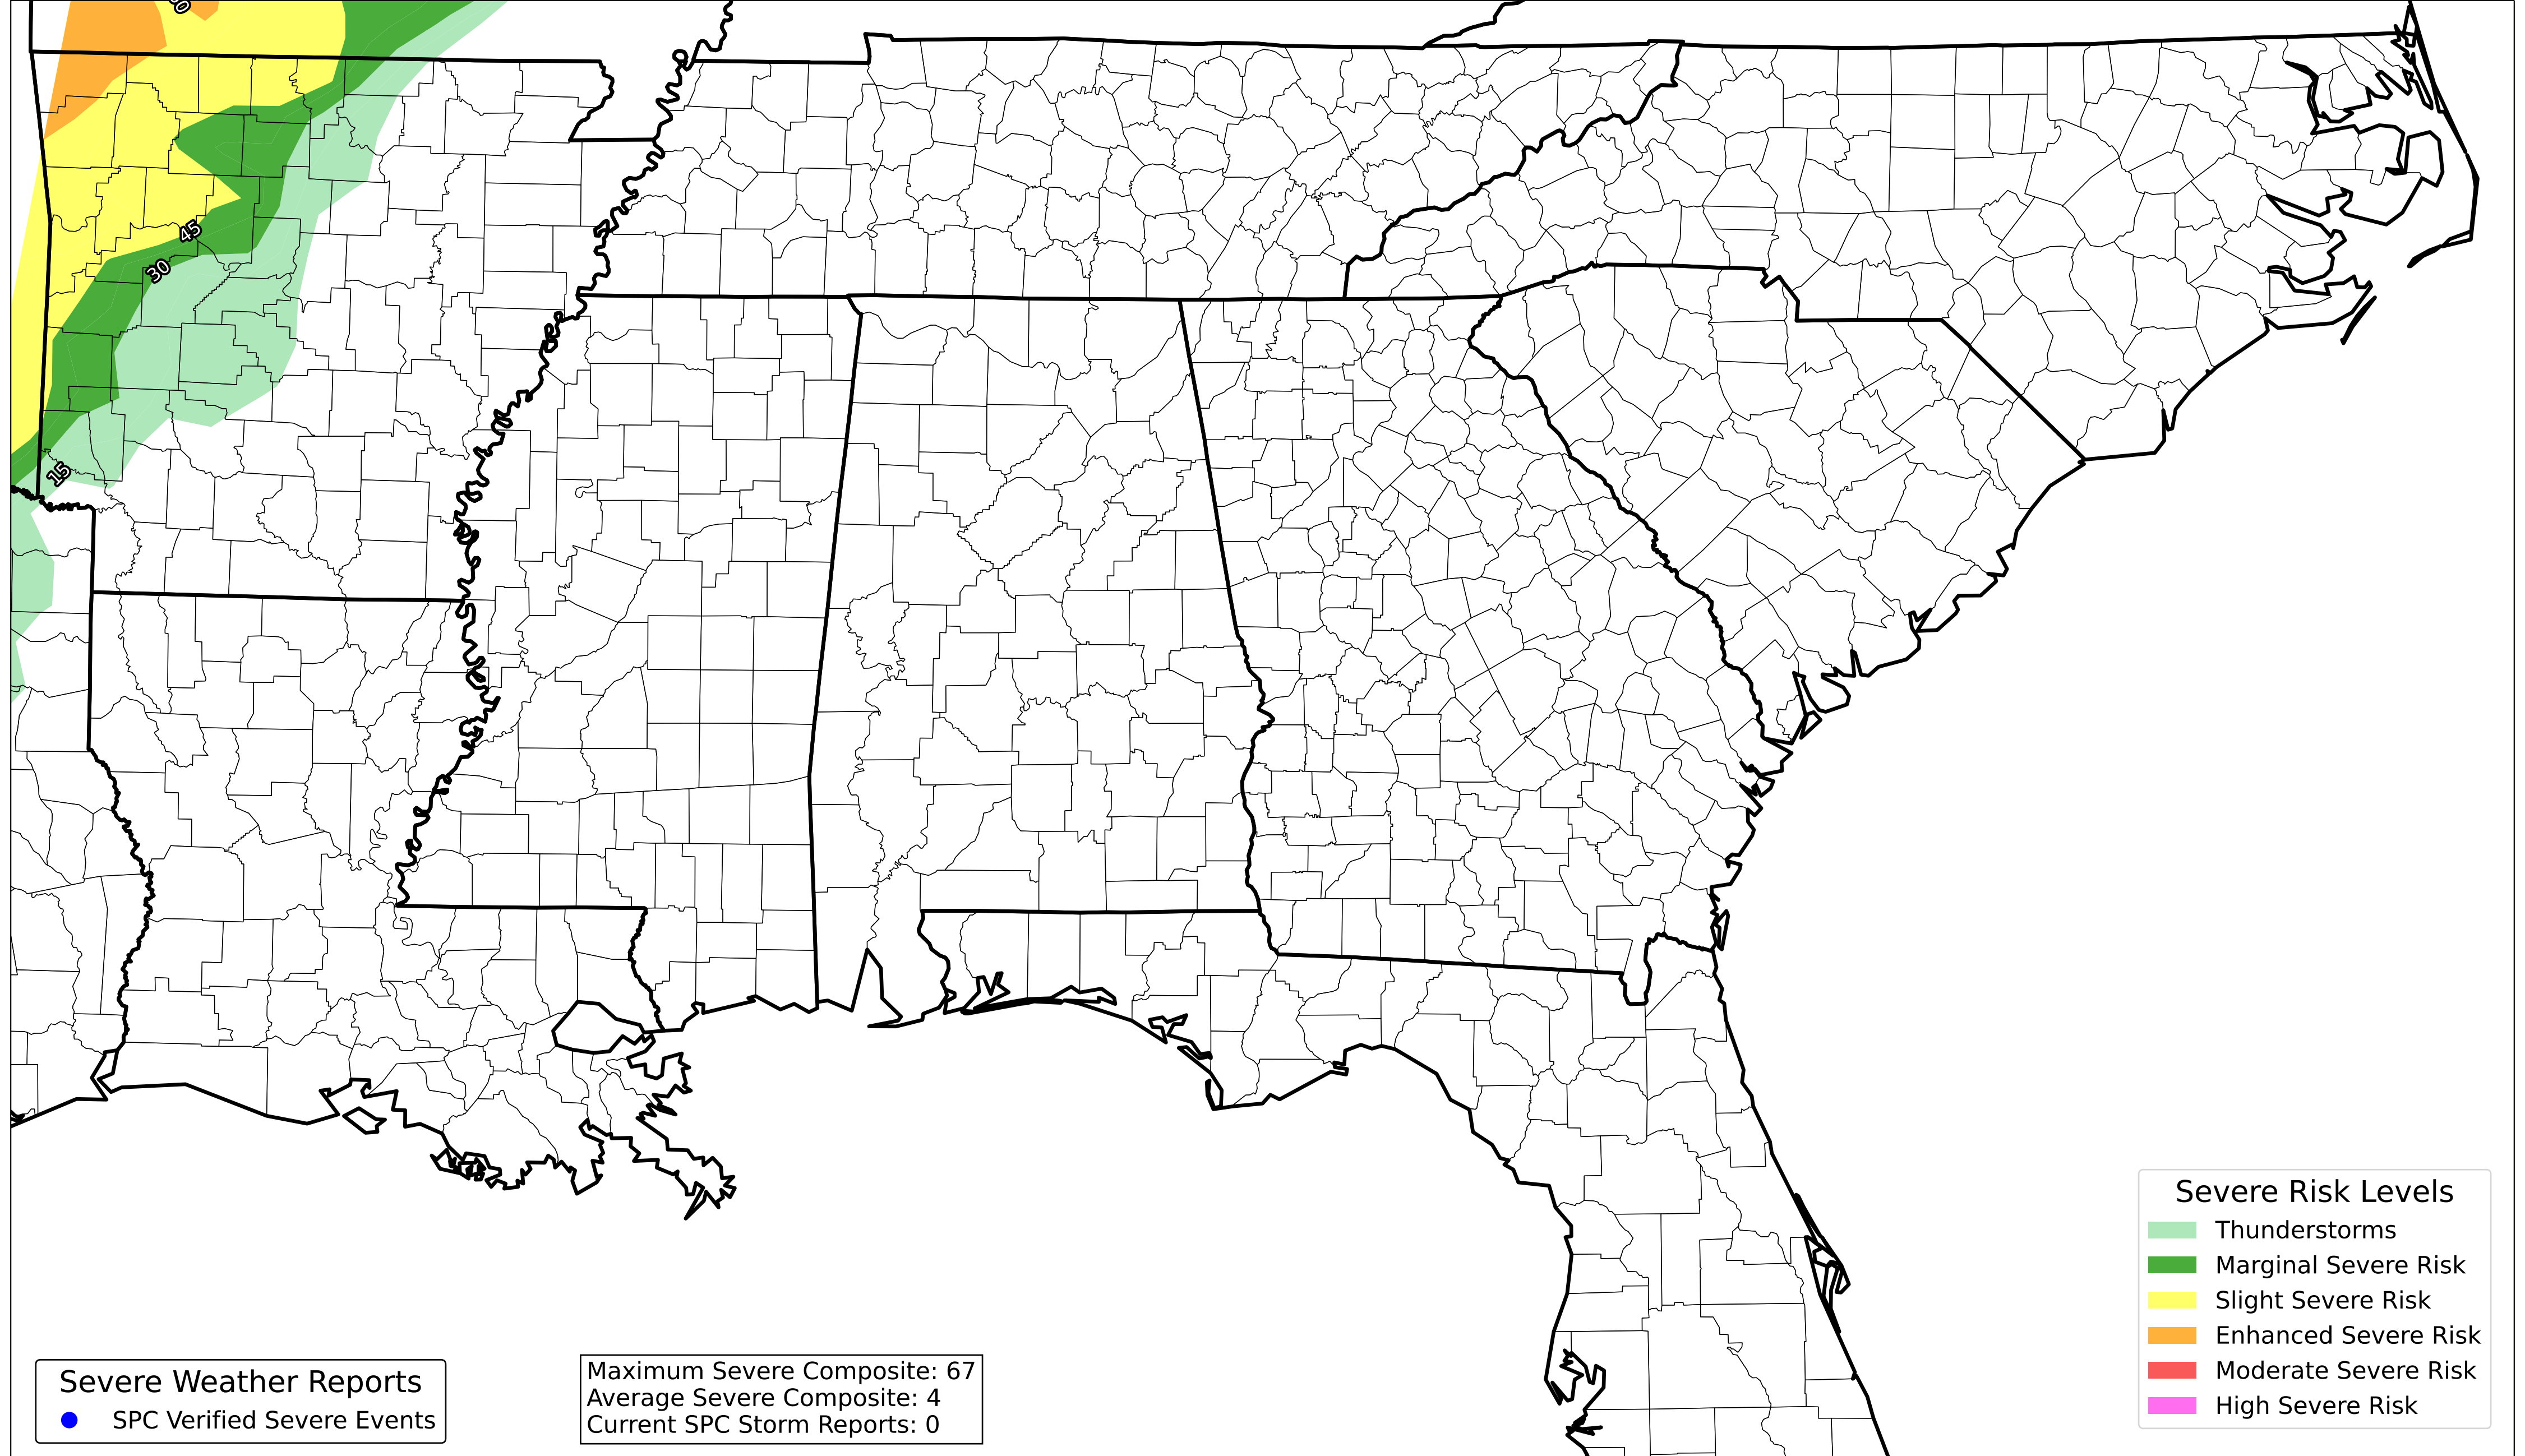 45
30
15
Severe Risk Levels
Thunderstorms
Marginal Severe Risk
Slight Severe Risk
Enhanced Severe Risk
Moderate Severe Risk
High Severe Risk
Severe Weather Reports
SPC Verified Severe Events
Maximum Severe Composite: 67
Average Severe Composite: 4
Current SPC Storm Reports: 0